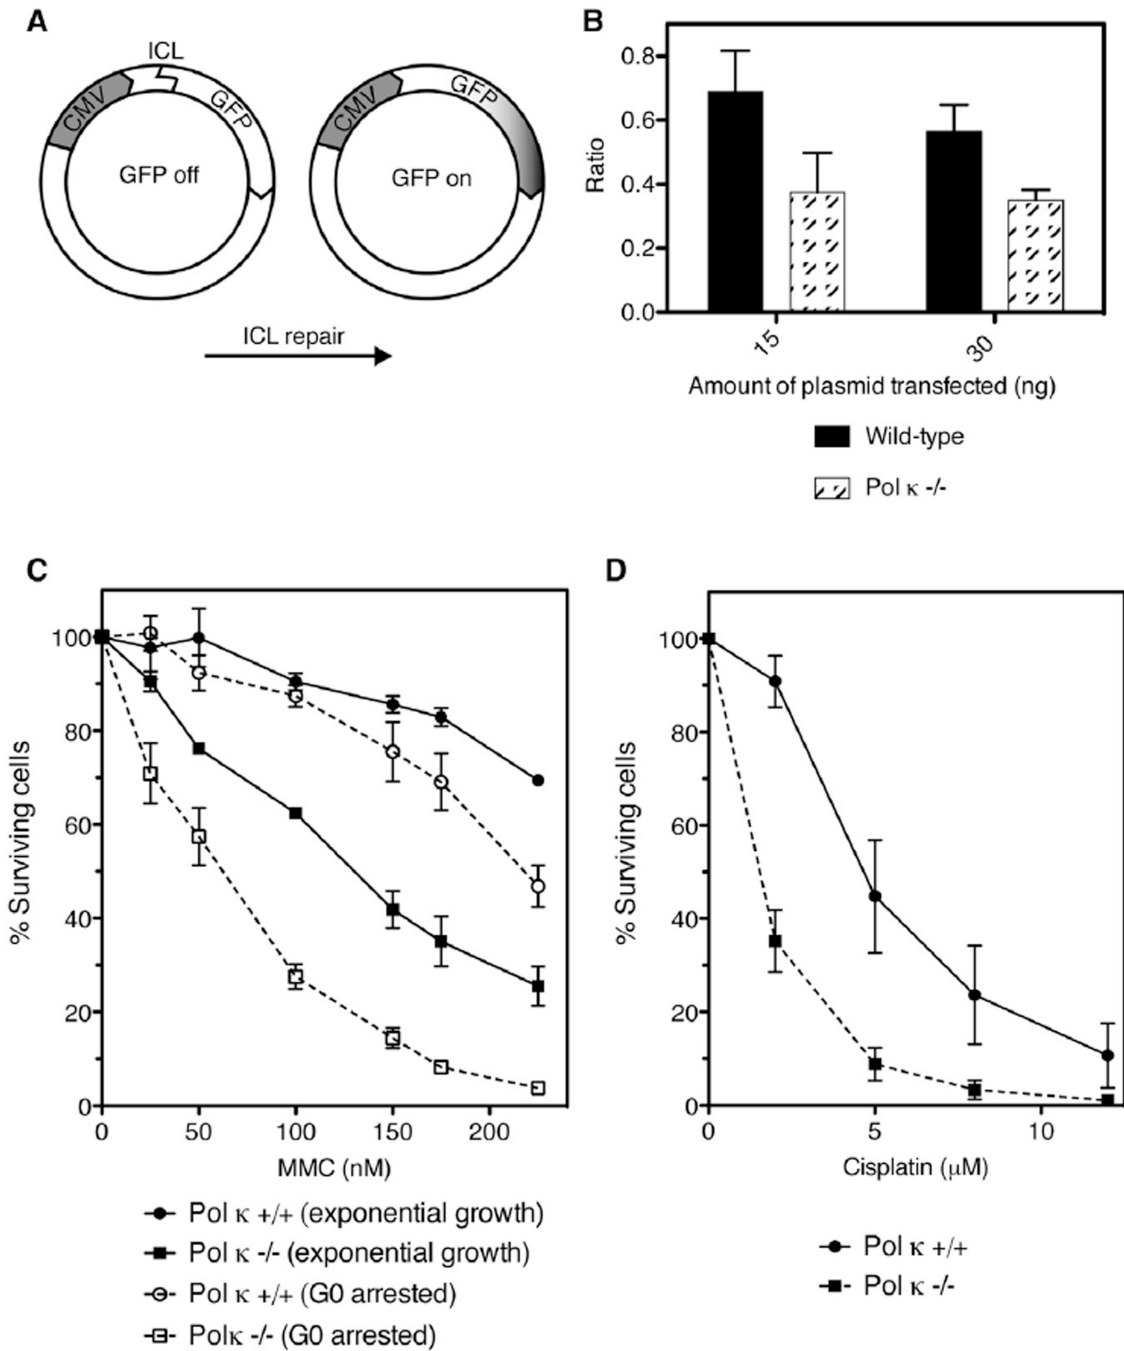 A
ICL
CMV
GFP
GFP off
CMV
GFP
GFP on
ICL repair
B
Ratio
0.8
0.6
0.4
0.2
0.0
15
30
Amount of plasmid transfected (ng)
Wild-type
Pol κ -/-
C
% Surviving cells
100
80
60
40
20
0
0 50 100 150 200
MMC (nM)
Pol κ +/+ (exponential growth)
Pol κ -/- (exponential growth)
Pol κ +/+ (G0 arrested)
Polκ -/- (G0 arrested)
D
% Surviving cells
100
80
60
40
20
0
0 5 10
Cisplatin (μM)
Pol κ +/+
Pol κ -/-